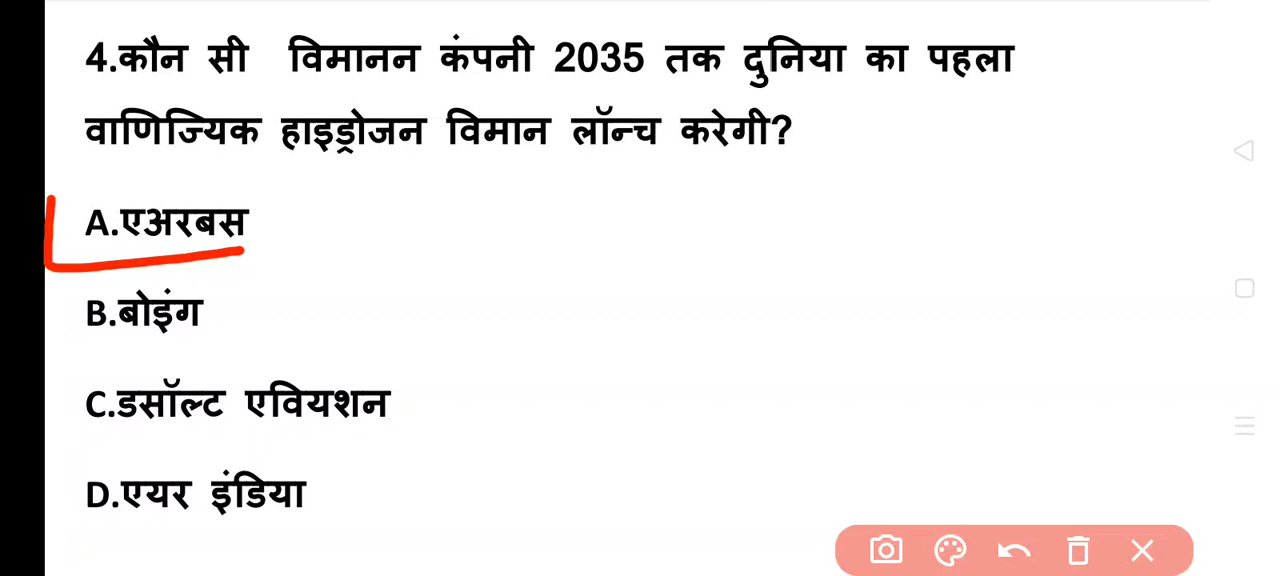 4.कौन सी विमानन कंपनी 2035 तक दुनिया का पहला
वाणिज्यिक हाइड्रोजन विमान लॉन्च करेगी?
A.एअरबस
B.बोइंग
C.डसॉल्ट एवियशन
D.एयर इंडिया